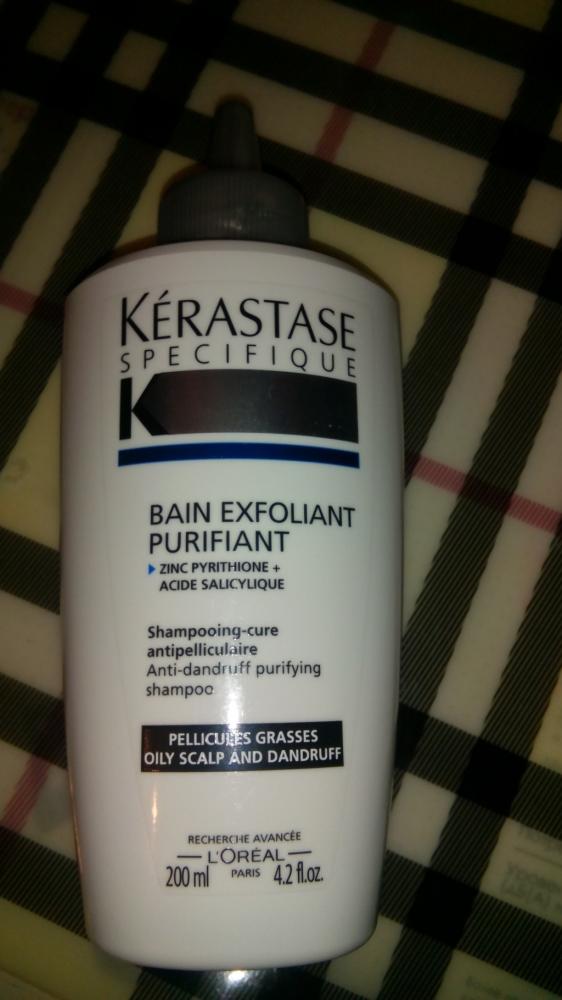 KÉRASTASE
SPECIFIQUE
K
BAIN EXFOLIANT
PURIFIANT
ZINC PYRITHIONE +
ACIDE SALICYLIQUE
Shampooing-cure
antipelliculaire
Anti-dandruff purifying
shampoo
PELLICULES GRASSES
OILY SCALP AND DANDRUFF
RECHERCHE AVANCÉE
L'ORÉAL
200 ml PARIS 4.2 fl.oz.